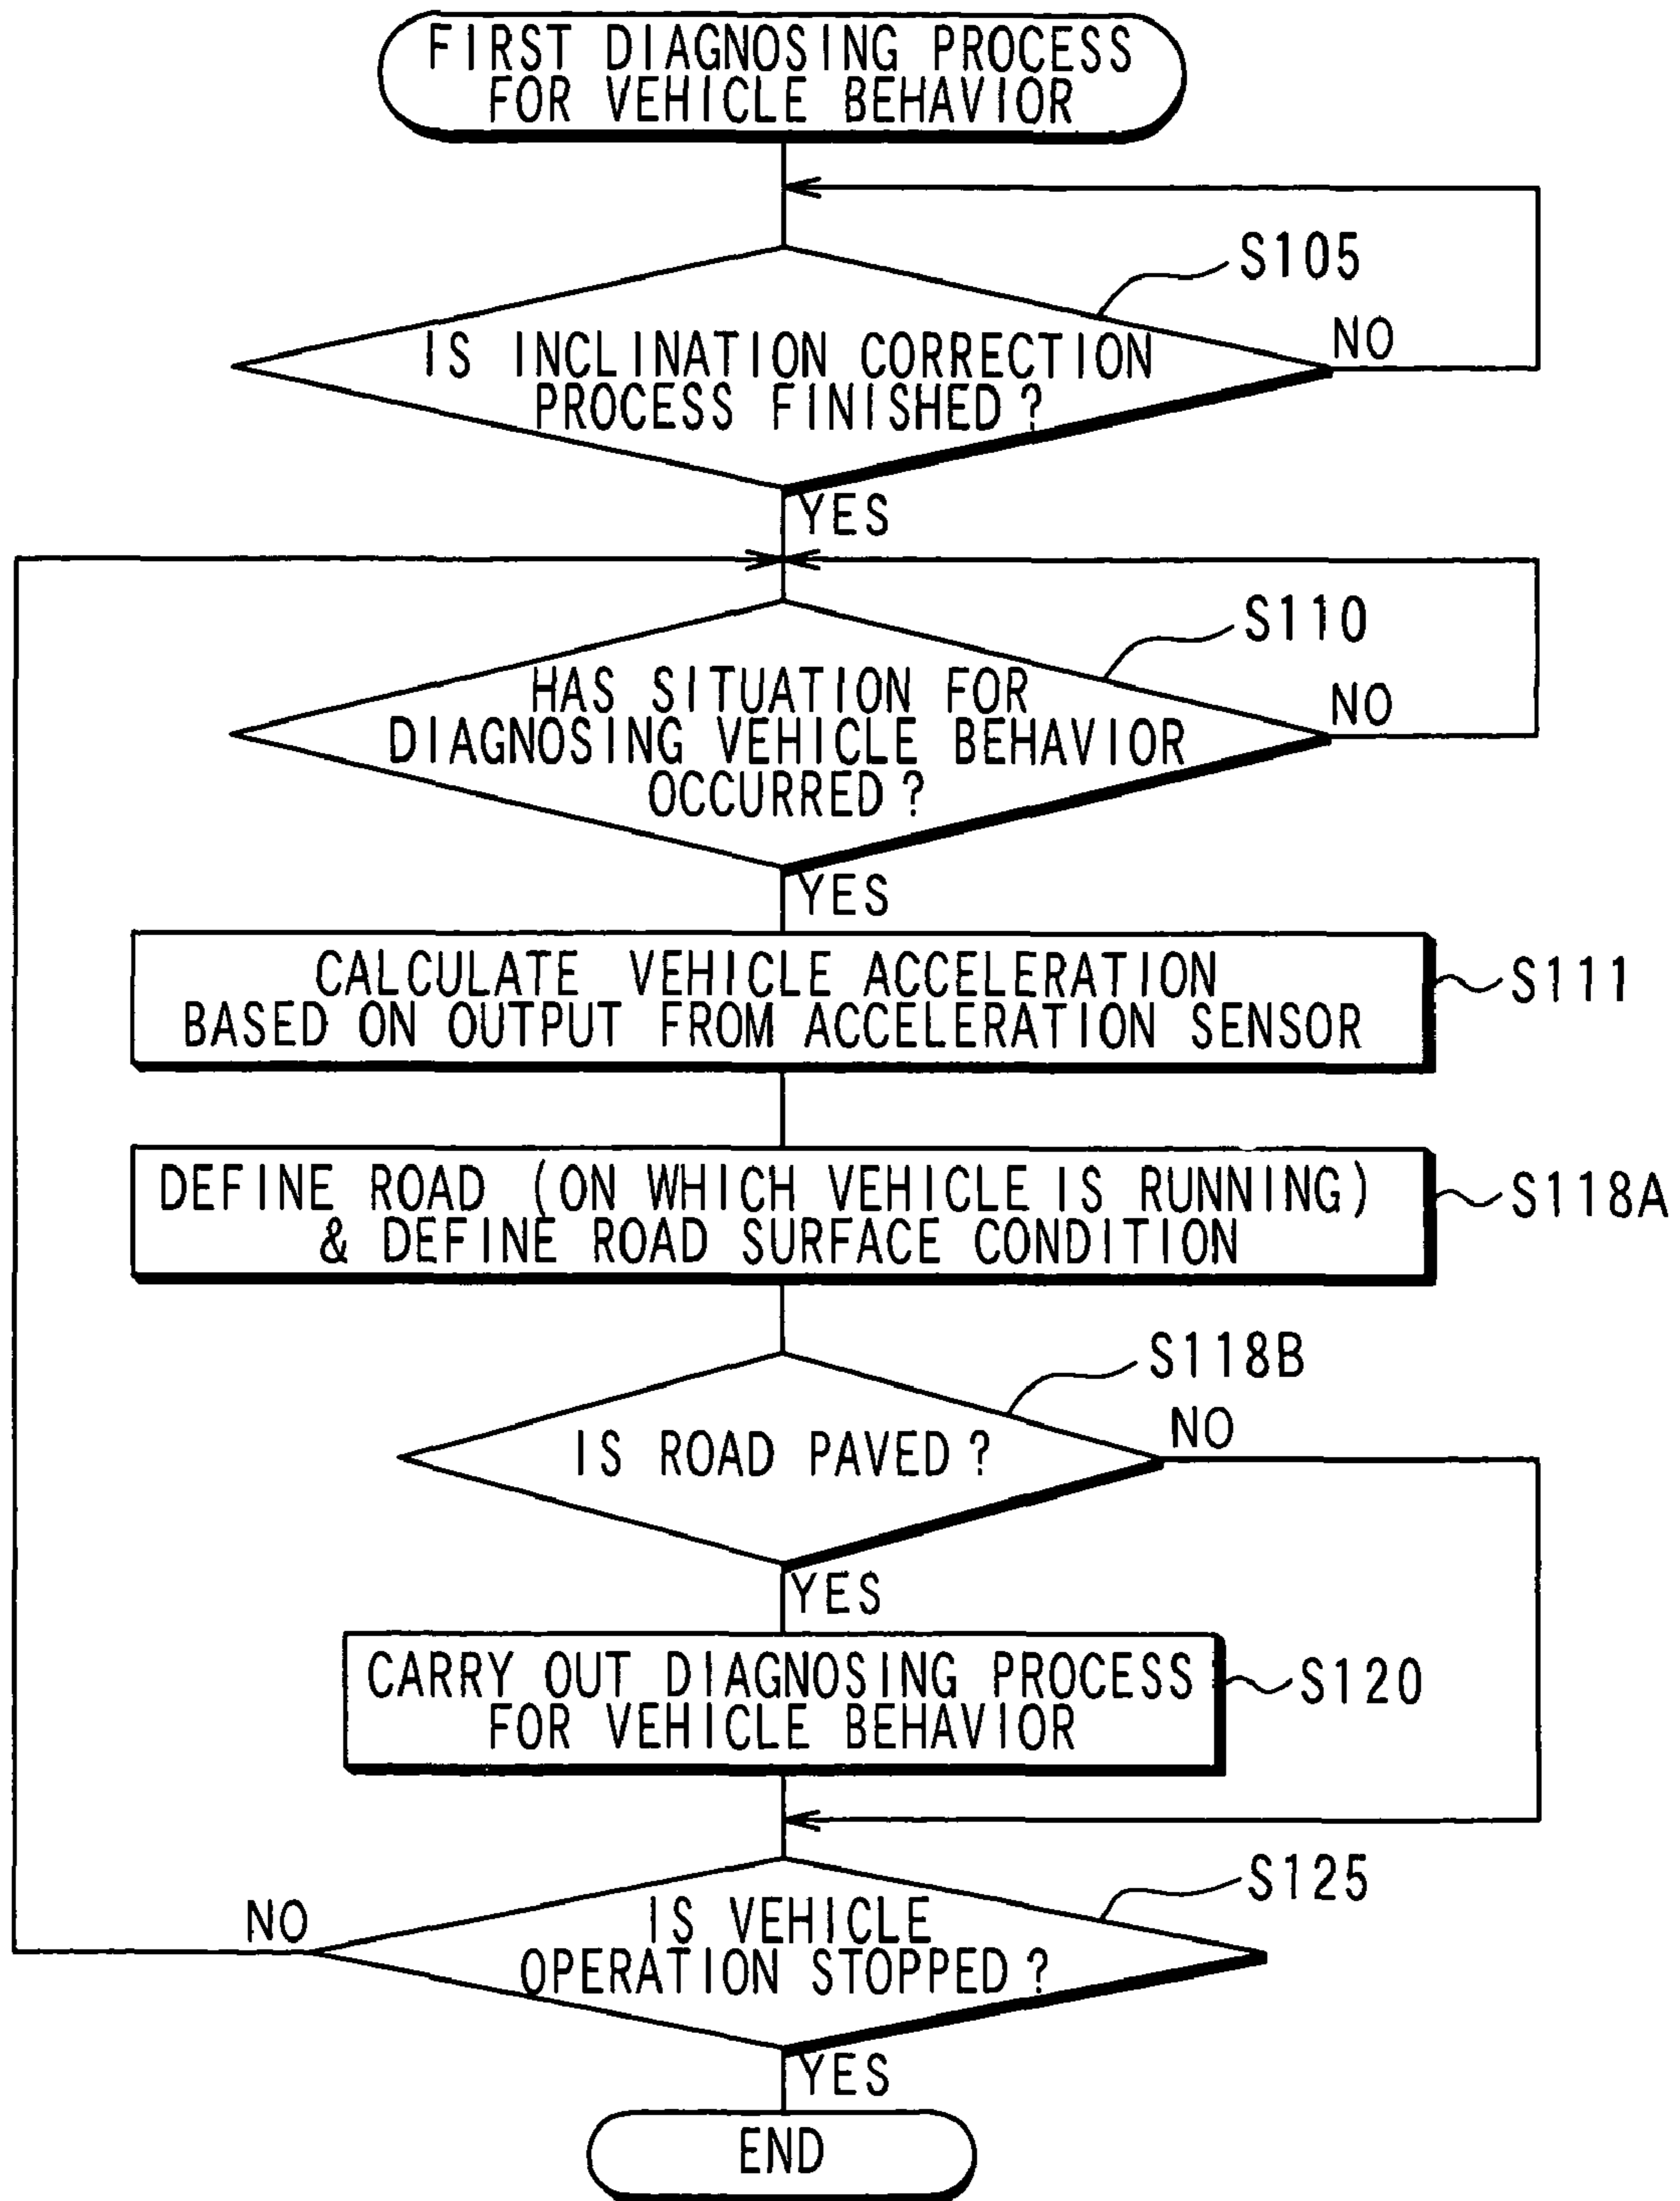 FIRST DIAGNOSING PROCESS
FOR VEHICLE BEHAVIOR
S105
IS INCLINATION CORRECTION
PROCESS FINISHED?
NO
YES
S110
HAS SITUATION FOR
DIAGNOSING VEHICLE BEHAVIOR
OCCURRED?
NO
YES
CALCULATE VEHICLE ACCELERATION
BASED ON OUTPUT FROM ACCELERATION SENSOR
S111
DEFINE ROAD (ON WHICH VEHICLE IS RUNNING)
& DEFINE ROAD SURFACE CONDITION
S118A
S118B
IS ROAD PAVED?
NO
YES
CARRY OUT DIAGNOSING PROCESS
FOR VEHICLE BEHAVIOR
S120
S125
NO
IS VEHICLE
OPERATION STOPPED?
YES
END